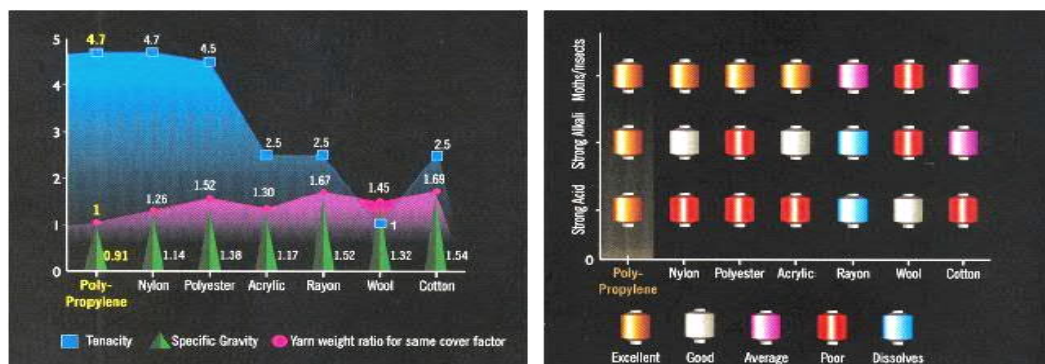 5
4
3
2
1
0
4.7
4.7
4.5
2.5
2.5
2.5
1
1.26
1.52
1.30
1.67
1.45
1.69
1
0.91
1.14
1.38
1.17
1.52
1.32
1.54
Poly-
Propylene
Nylon
Polyester
Acrylic
Rayon
Wool
Cotton
Tenacity
Specific Gravity
Yarn weight ratio for same cover factor
Moths/insects
Strong Alkali
Strong Acid
0
Poly-
Propylene
Nylon
Polyester
Acrylic
Rayon
Wool
Cotton
Excellent
Good
Average
Poor
Dissolves